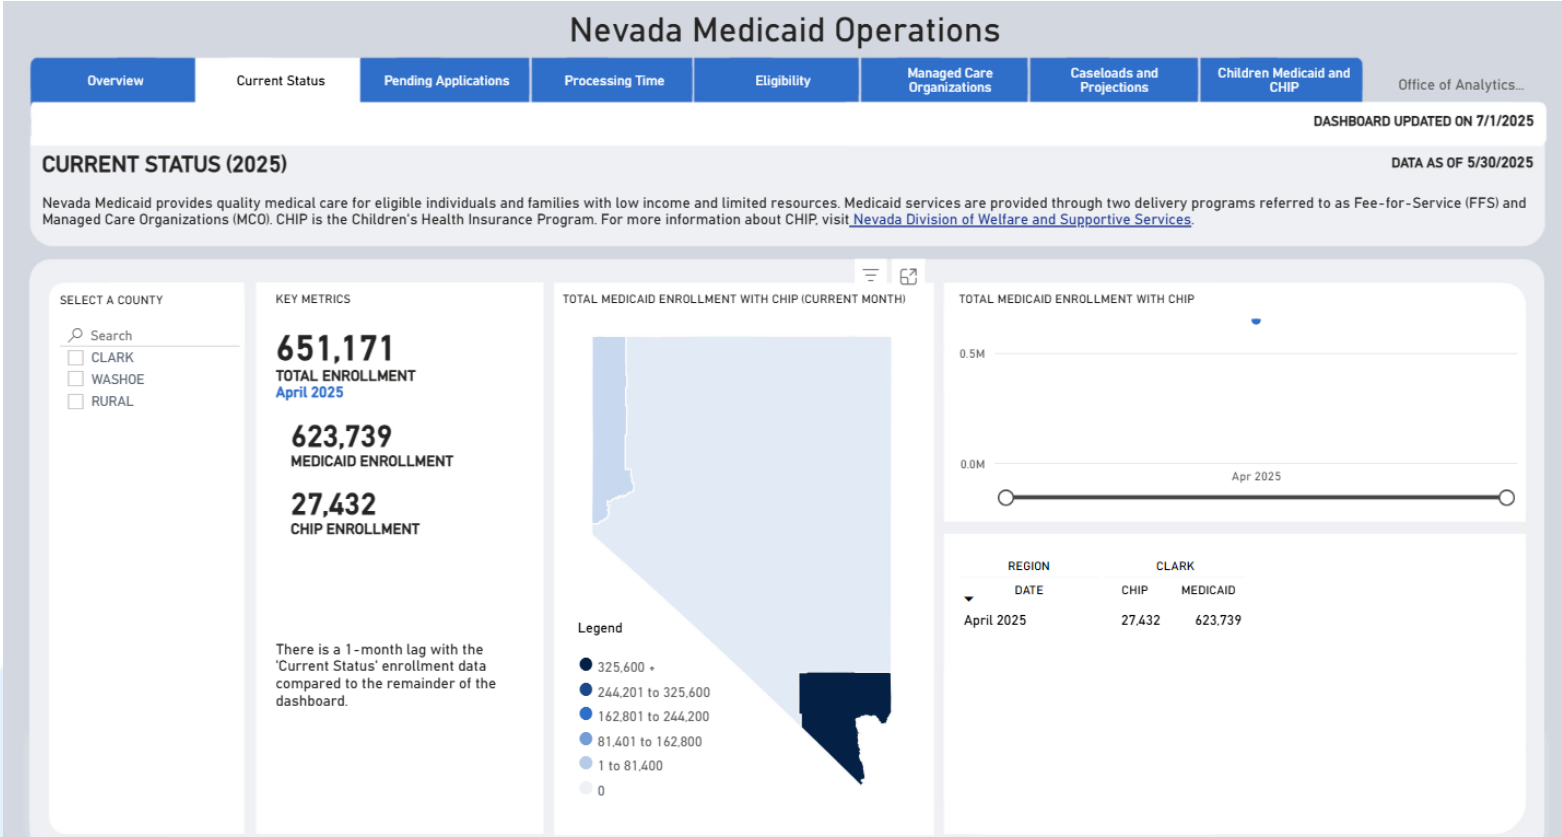 Nevada Medicaid Operations
Overview
Current Status
Pending Applications
Processing Time
Eligibility
Managed Care
Organizations
Caseloads and
Projections
Children Medicaid and
CHIP
Office of Analytics...
DASHBOARD UPDATED ON 7/1/2025
CURRENT STATUS (2025)
DATA AS OF 5/30/2025
Nevada Medicaid provides quality medical care for eligible individuals and families with low income and limited resources. Medicaid services are provided through two delivery programs referred to as Fee-for-Service (FFS) and
Managed Care Organizations (MCO). CHIP is the Children's Health Insurance Program. For more information about CHIP, visit Nevada Division of Welfare and Supportive Services.
SELECT A COUNTY
Search
CLARK
WASHOE
RURAL
KEY METRICS
651,171
TOTAL ENROLLMENT
April 2025
623,739
MEDICAID ENROLLMENT
27,432
CHIP ENROLLMENT
There is a 1-month lag with the
'Current Status' enrollment data
compared to the remainder of the
dashboard.
TOTAL MEDICAID ENROLLMENT WITH CHIP (CURRENT MONTH)
Legend
325,600 +
244,201 to 325,600
162,801 to 244,200
81,401 to 162,800
1 to 81,400
0
TOTAL MEDICAID ENROLLMENT WITH CHIP
0.5M
0.0M
Apr 2025
REGION CLARK
DATE CHIP MEDICAID
April 2025 27,432 623,739